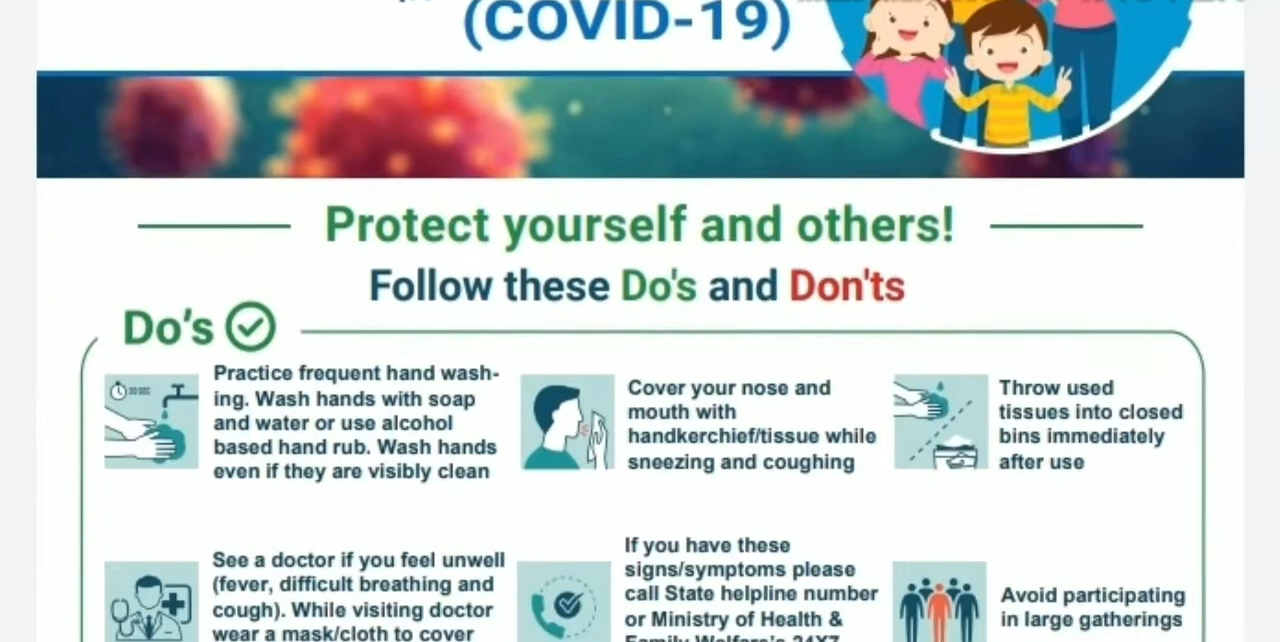 (COVID-19)
Protect yourself and others!
Follow these Do's and Don'ts
Do's
Practice frequent hand wash-
ing. Wash hands with soap
and water or use alcohol
based hand rub. Wash hands
even if they are visibly clean
Cover your nose and
mouth with
handkerchief/tissue while
sneezing and coughing
Throw used
tissues into closed
bins immediately
after use
See a doctor if you feel unwell
(fever, difficult breathing and
cough). While visiting doctor
wear a mask/cloth to cover
If you have these
signs/symptoms please
call State helpline number
or Ministry of Health &
Family Welfare's 24X7
Avoid participating
in large gatherings